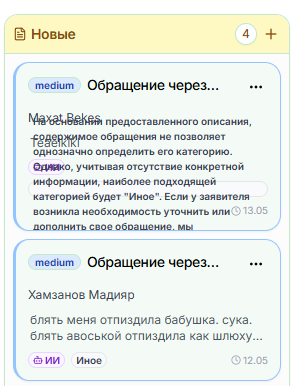 Новые 4 +
medium Обращение через... ...
Махат Bekes
На основании предоставленного описания,
содержимое обращения не позволяет
Teaeikiki
однозначно определить его категорию.
ИИ
Однако, учитывая отсутствие конкретной
информации, наиболее подходящей
категорией будет "Иное". Если у заявителя
возникла необходимость уточнить или
13.05
дополнить свое обращение, мы
medium Обращение через... ...
Хамзанов Мадияр
блять меня отпиздила бабушка. сука.
блять авоськой отпиздила как шлюху...
ИИ Иное 12.05